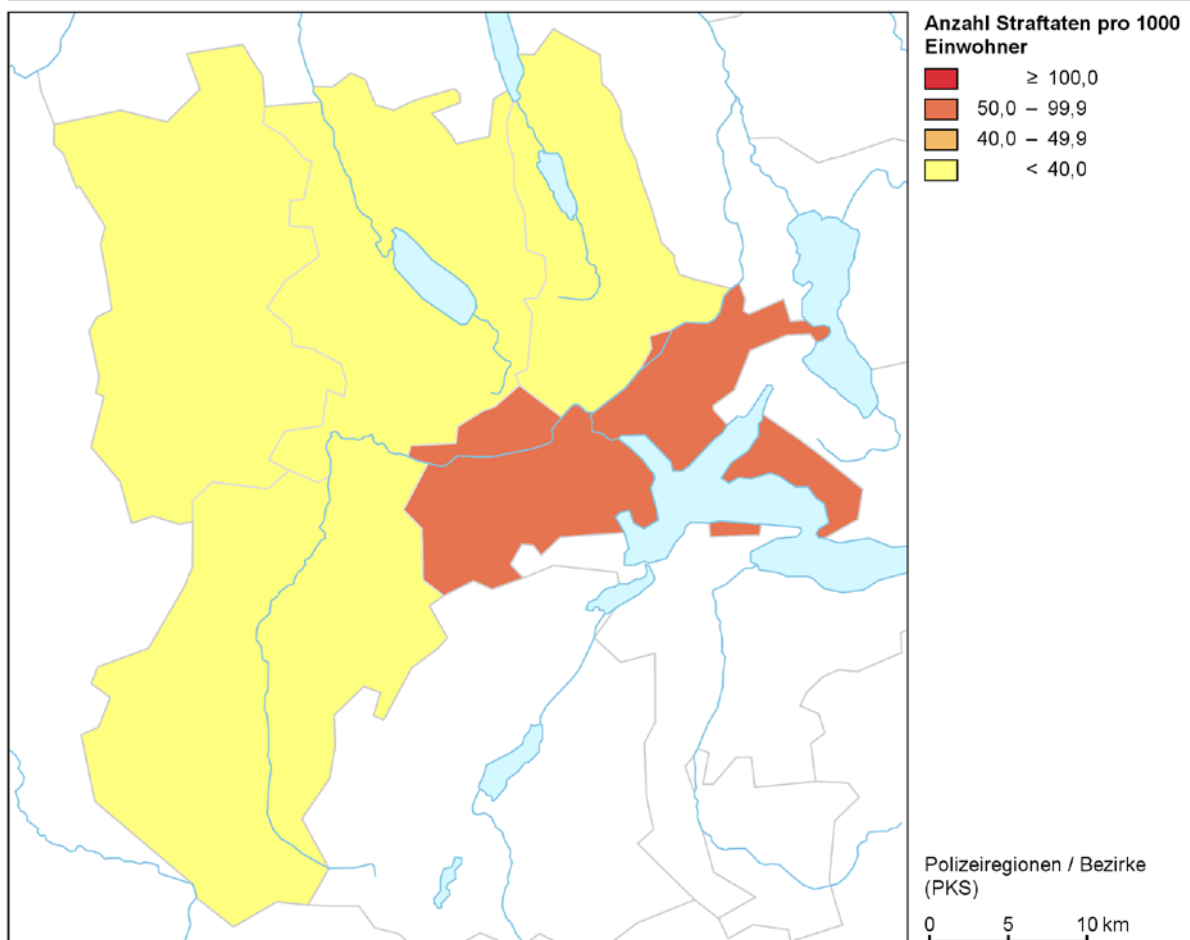 Anzahl Straftaten pro 1000
Einwohner
≥ 100,0
50,0 – 99,9
40,0 – 49,9
< 40,0
Polizeiregionen / Bezirke
(PKS)
0 5 10 km